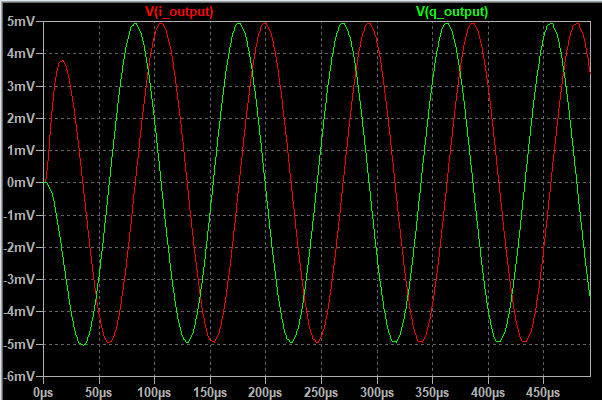 V(i_output) V(q_output)
5mV
4mV
3mV
2mV
1mV
0mV
-1mV
-2mV
-3mV
-4mV
-5mV
-6mV
0µs 50µs 100µs 150µs 200µs 250µs 300µs 350µs 400µs 450µs